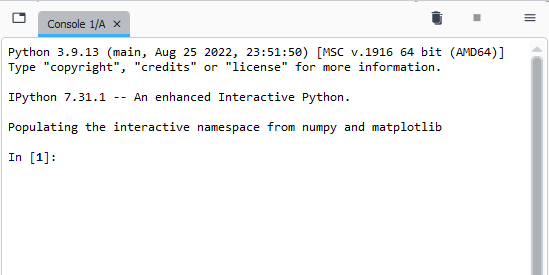 Console 1/A
Python 3.9.13 (main, Aug 25 2022, 23:51:50) [MSC v.1916 64 bit (AMD64)]
Type "copyright", "credits" or "license" for more information.
IPython 7.31.1 -- An enhanced Interactive Python.
Populating the interactive namespace from numpy and matplotlib
In [1]: